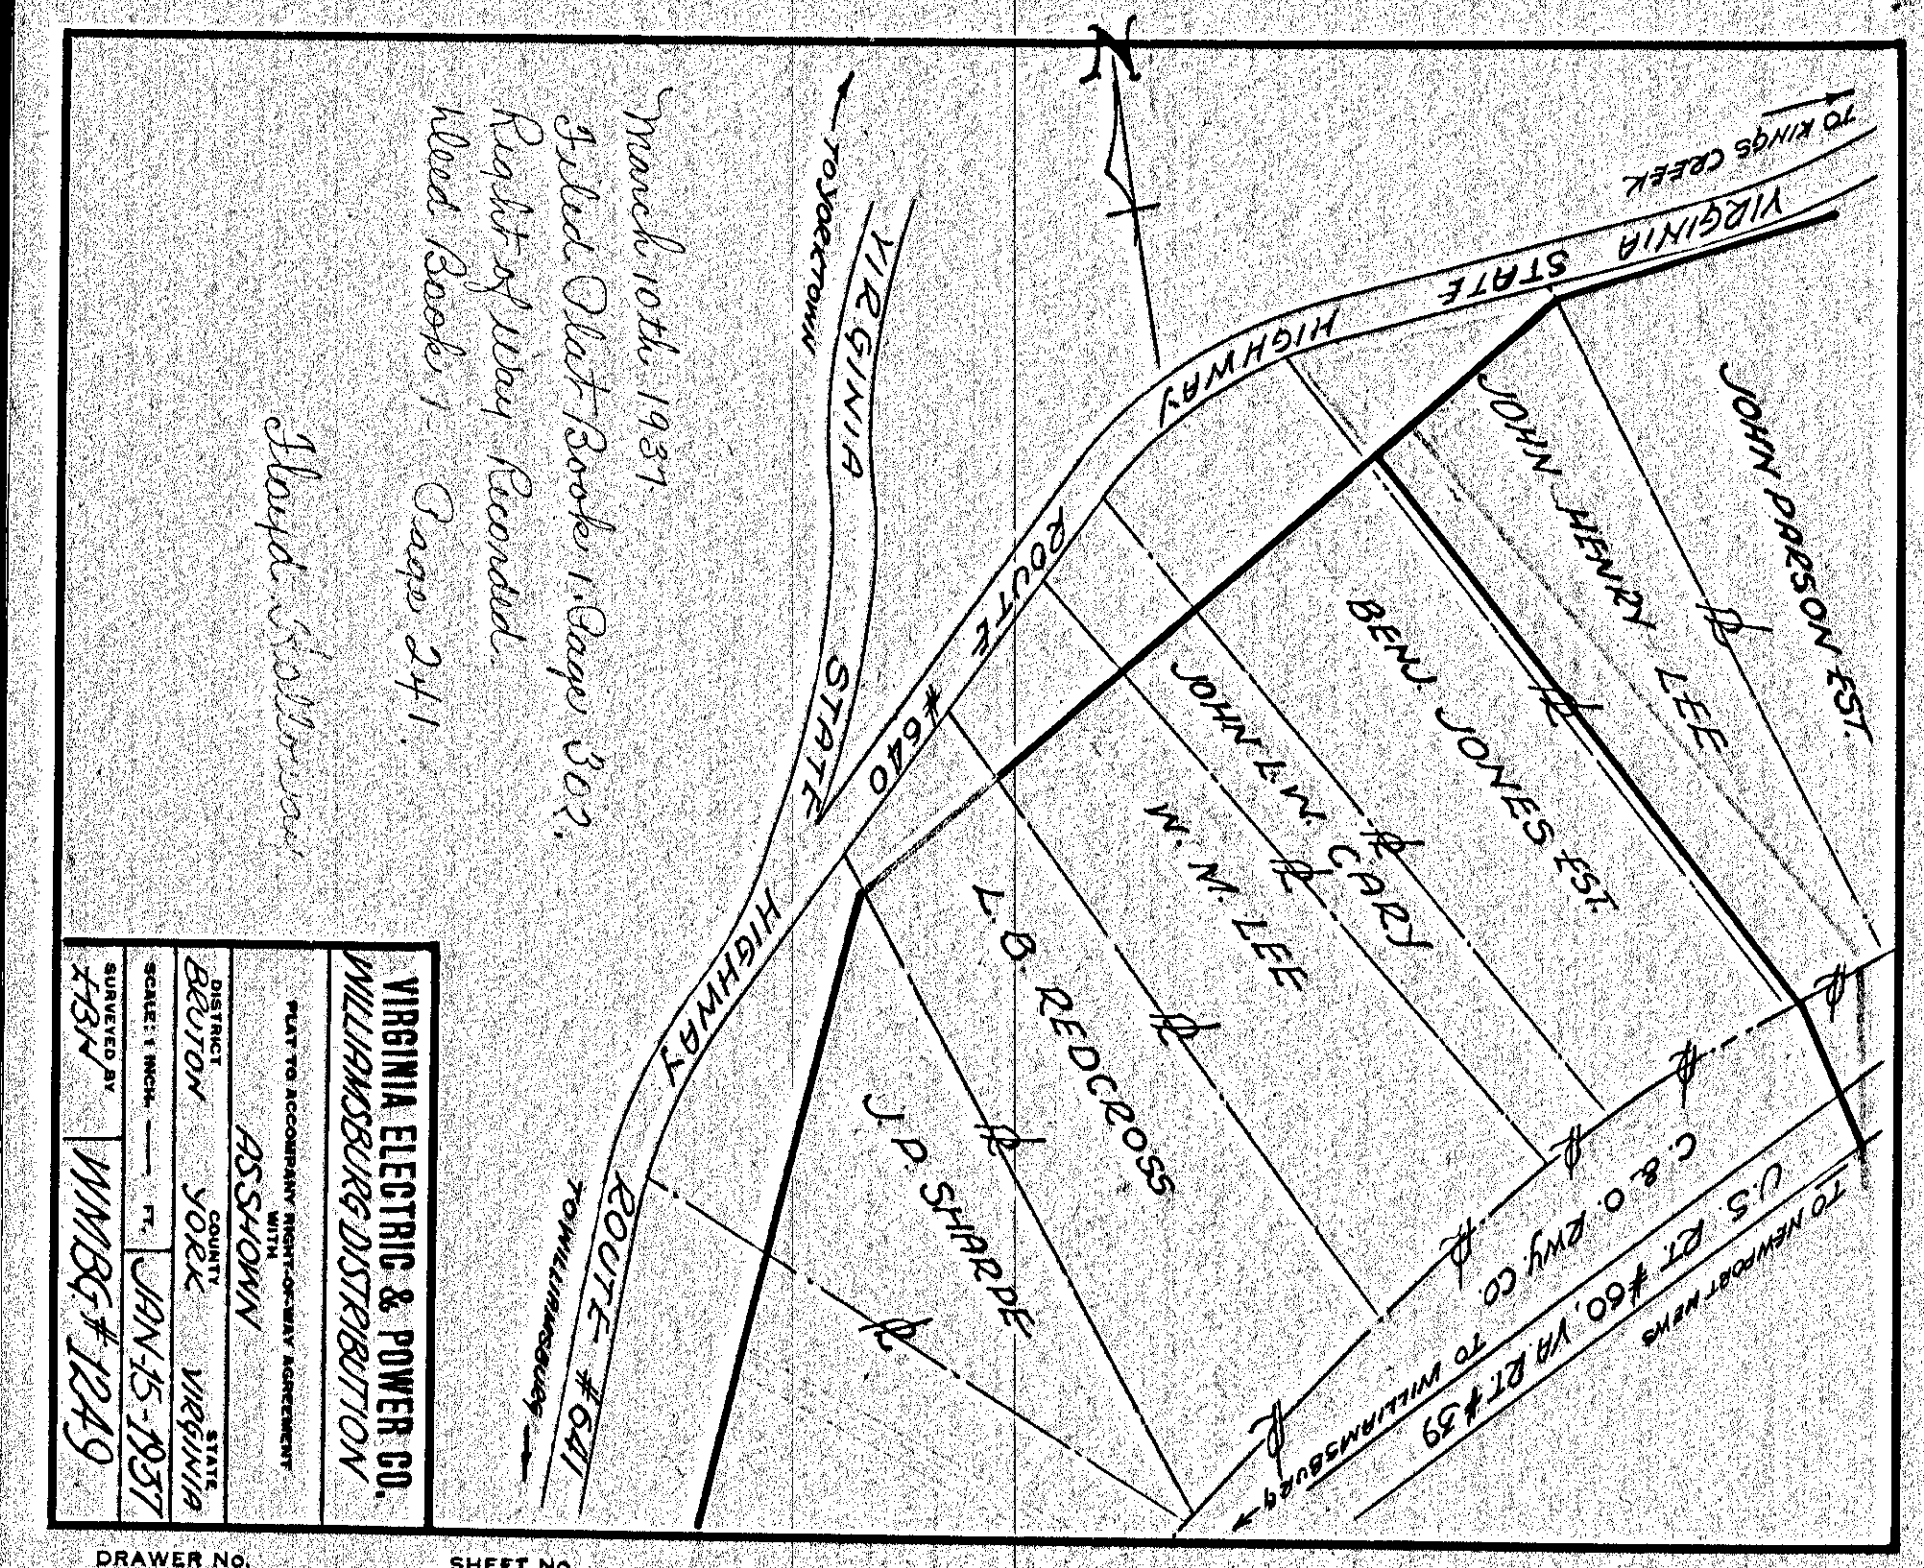 N
TO KINGS CREEK
VIRGINIA STATE HIGHWAY ROUTE #640
TO YORKTOWN
VIRGINIA STATE HIGHWAY ROUTE #641
TO WILLIAMSBURG
JOHN PARSON EST.
JOHN HENRY LEE
BENJ. JONES EST.
JOHN L.W. CARY
W. M. LEE
L. B. REDCROSS
J. P. SHARPE
C. & O. RWY. CO.
U.S. RT. #60, VA. RT. #39
TO NEWPORT NEWS
TO WILLIAMSBURG
March 10th 1937.
Filed Plat Book 1, Page 302.
Right of way Recorded.
Deed Book 1- Page 241.
Floyd Holloway
VIRGINIA ELECTRIC & POWER CO.
WILLIAMSBURG DISTRIBUTION
PLAT TO ACCOMPANY RIGHT-OF-WAY AGREEMENT
WITH
AS SHOWN
DISTRICT COUNTY STATE
BRUTON YORK VIRGINIA
SCALE: 1 INCH= — FT. JAN-15-1937
SURVEYED BY
WMBG# 1249
DRAWER NO. SHEET NO.